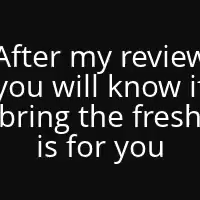 After my review
you will know if
bring the fresh
is for you